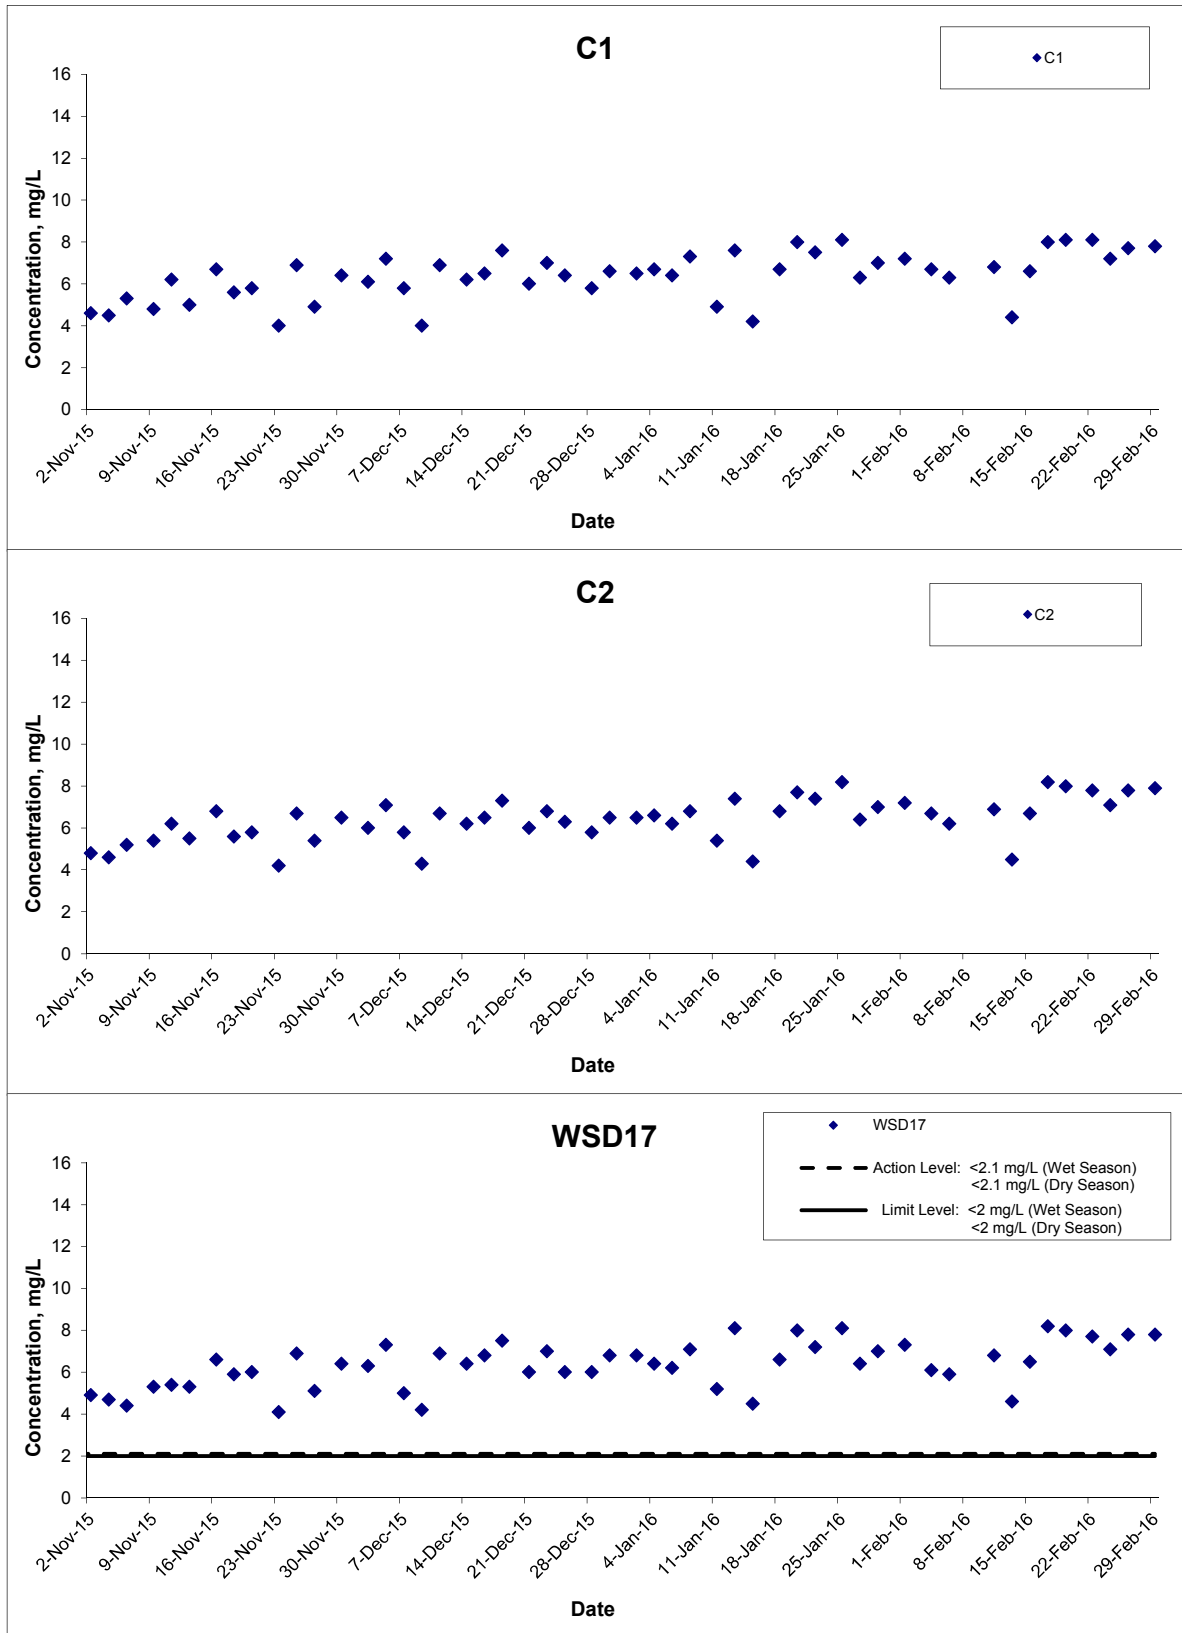 C1
C1
16
14
12
10
8
6
4
2
0
Concentration, mg/L
2-Nov-15
9-Nov-15
16-Nov-15
23-Nov-15
30-Nov-15
7-Dec-15
14-Dec-15
21-Dec-15
28-Dec-15
4-Jan-16
11-Jan-16
18-Jan-16
25-Jan-16
1-Feb-16
8-Feb-16
15-Feb-16
22-Feb-16
29-Feb-16
Date
C2
C2
16
14
12
10
8
6
4
2
0
Concentration, mg/L
2-Nov-15
9-Nov-15
16-Nov-15
23-Nov-15
30-Nov-15
7-Dec-15
14-Dec-15
21-Dec-15
28-Dec-15
4-Jan-16
11-Jan-16
18-Jan-16
25-Jan-16
1-Feb-16
8-Feb-16
15-Feb-16
22-Feb-16
29-Feb-16
Date
WSD17
WSD17
Action Level: <2.1 mg/L (Wet Season)
<2.1 mg/L (Dry Season)
Limit Level: <2 mg/L (Wet Season)
<2 mg/L (Dry Season)
16
14
12
10
8
6
4
2
0
Concentration, mg/L
2-Nov-15
9-Nov-15
16-Nov-15
23-Nov-15
30-Nov-15
7-Dec-15
14-Dec-15
21-Dec-15
28-Dec-15
4-Jan-16
11-Jan-16
18-Jan-16
25-Jan-16
1-Feb-16
8-Feb-16
15-Feb-16
22-Feb-16
29-Feb-16
Date